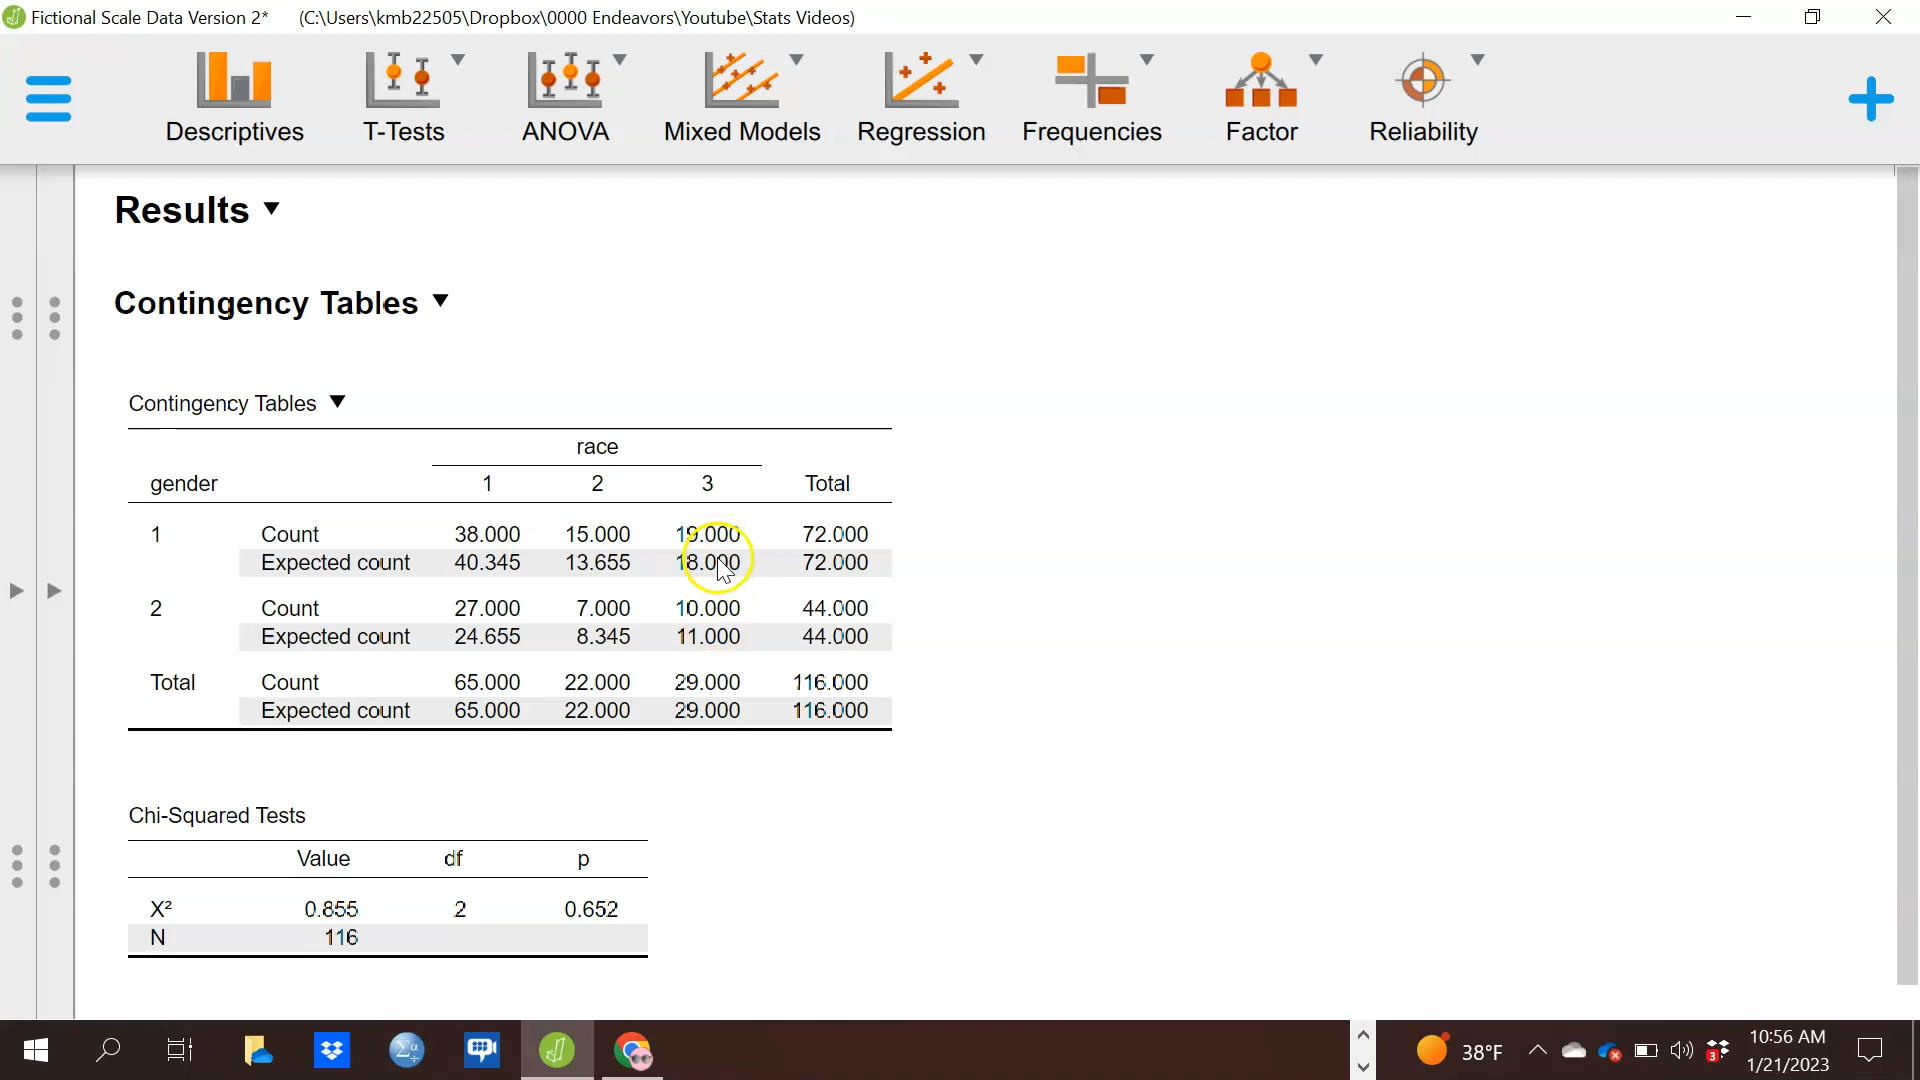 Fictional Scale Data Version 2* (C:\Users\kmb22505\Dropbox\0000 Endeavors\Youtube\Stats Videos)
Descriptives T-Tests ANOVA Mixed Models Regression Frequencies Factor Reliability
Results
Contingency Tables
Contingency Tables
race
gender 1 2 3 Total
1 Count 38.000 15.000 19.000 72.000
Expected count 40.345 13.655 18.000 72.000
2 Count 27.000 7.000 10.000 44.000
Expected count 24.655 8.345 11.000 44.000
Total Count 65.000 22.000 29.000 116.000
Expected count 65.000 22.000 29.000 116.000
Chi-Squared Tests
Value df p
X² 0.855 2 0.652
N 116
38°F
3
10:56 AM
1/21/2023